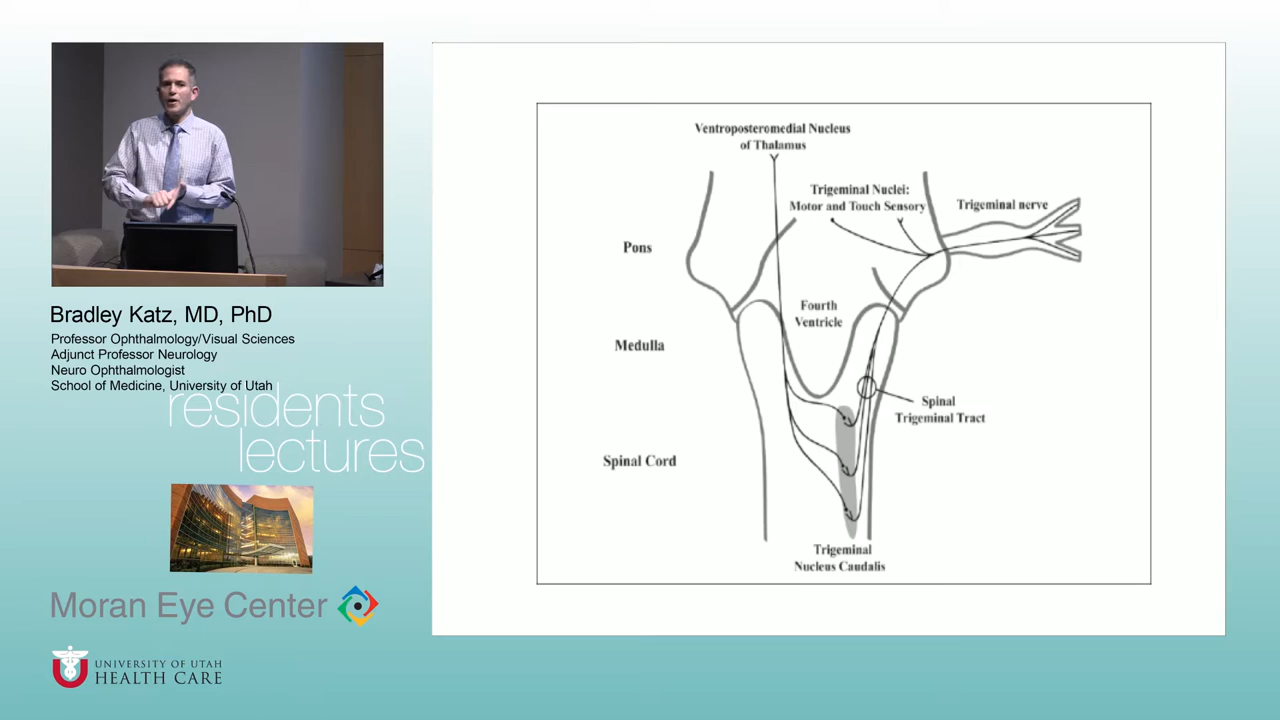 Bradley Katz, MD, PhD
Professor Ophthalmology/Visual Sciences
Adjunct Professor Neurology
Neuro Ophthalmologist
School of Medicine, University of Utah
residents
lectures
Moran Eye Center
UNIVERSITY OF UTAH
HEALTH CARE
Ventroposteromedial Nucleus
of Thalamus
Trigeminal Nuclei:
Motor and Touch Sensory
Trigeminal nerve
Pons
Fourth
Ventricle
Medulla
Spinal
Trigeminal Tract
Spinal Cord
Trigeminal
Nucleus Caudalis